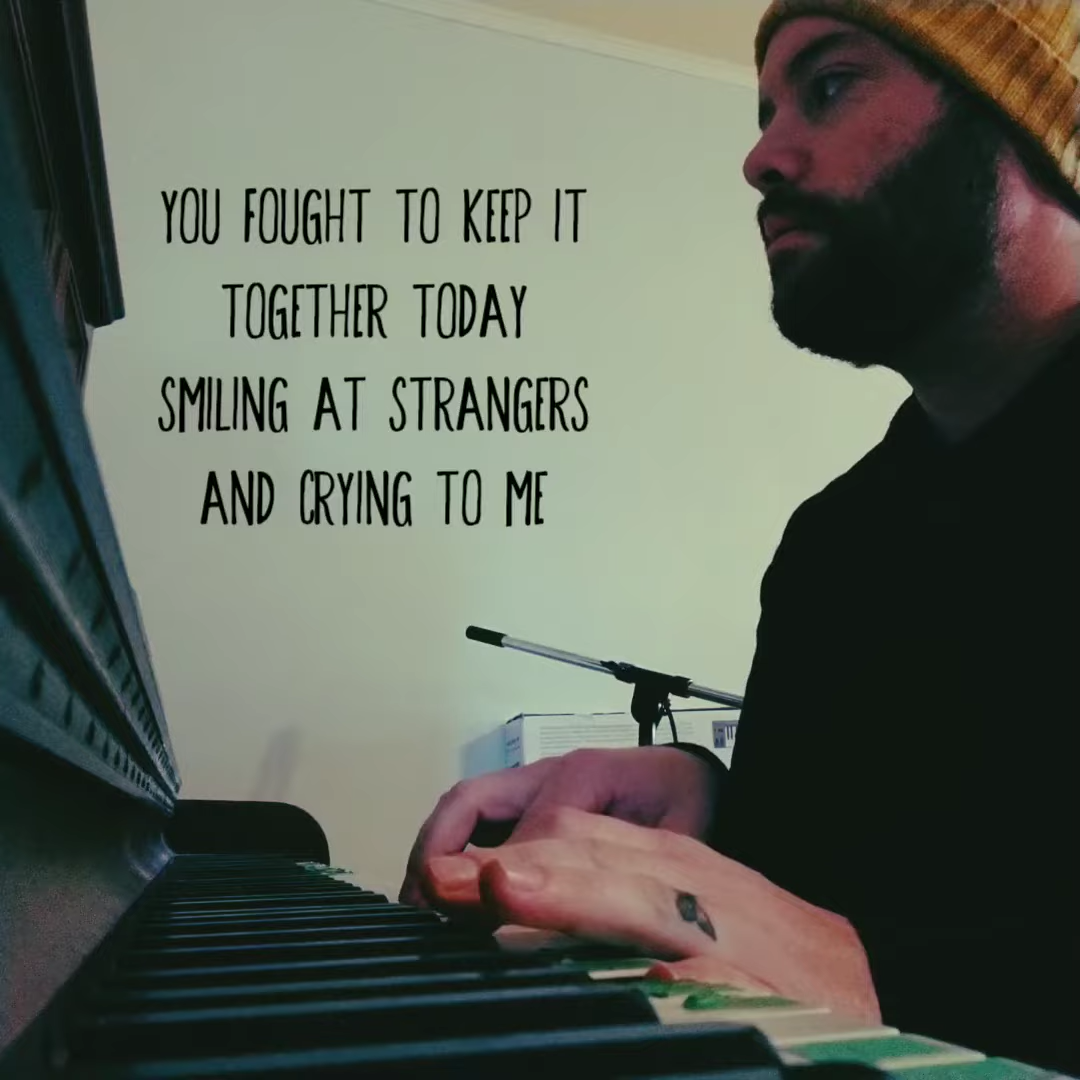 YOU FOUGHT TO KEEP IT
TOGETHER TODAY
SMILING AT STRANGERS
AND CRYING TO ME